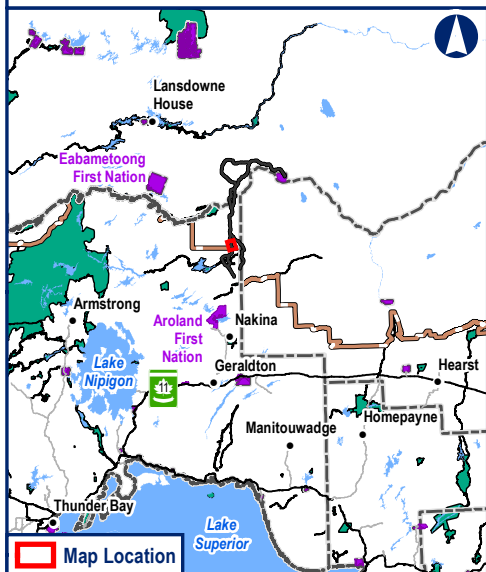 Lansdowne
House
Eabametoong
First Nation
Armstrong
Aroland
First
Nation
Nakina
Lake
Nipigon
Geraldton
11
Hearst
Manitouwadge
Homepayne
Thunder Bay
Lake
Superior
Map Location